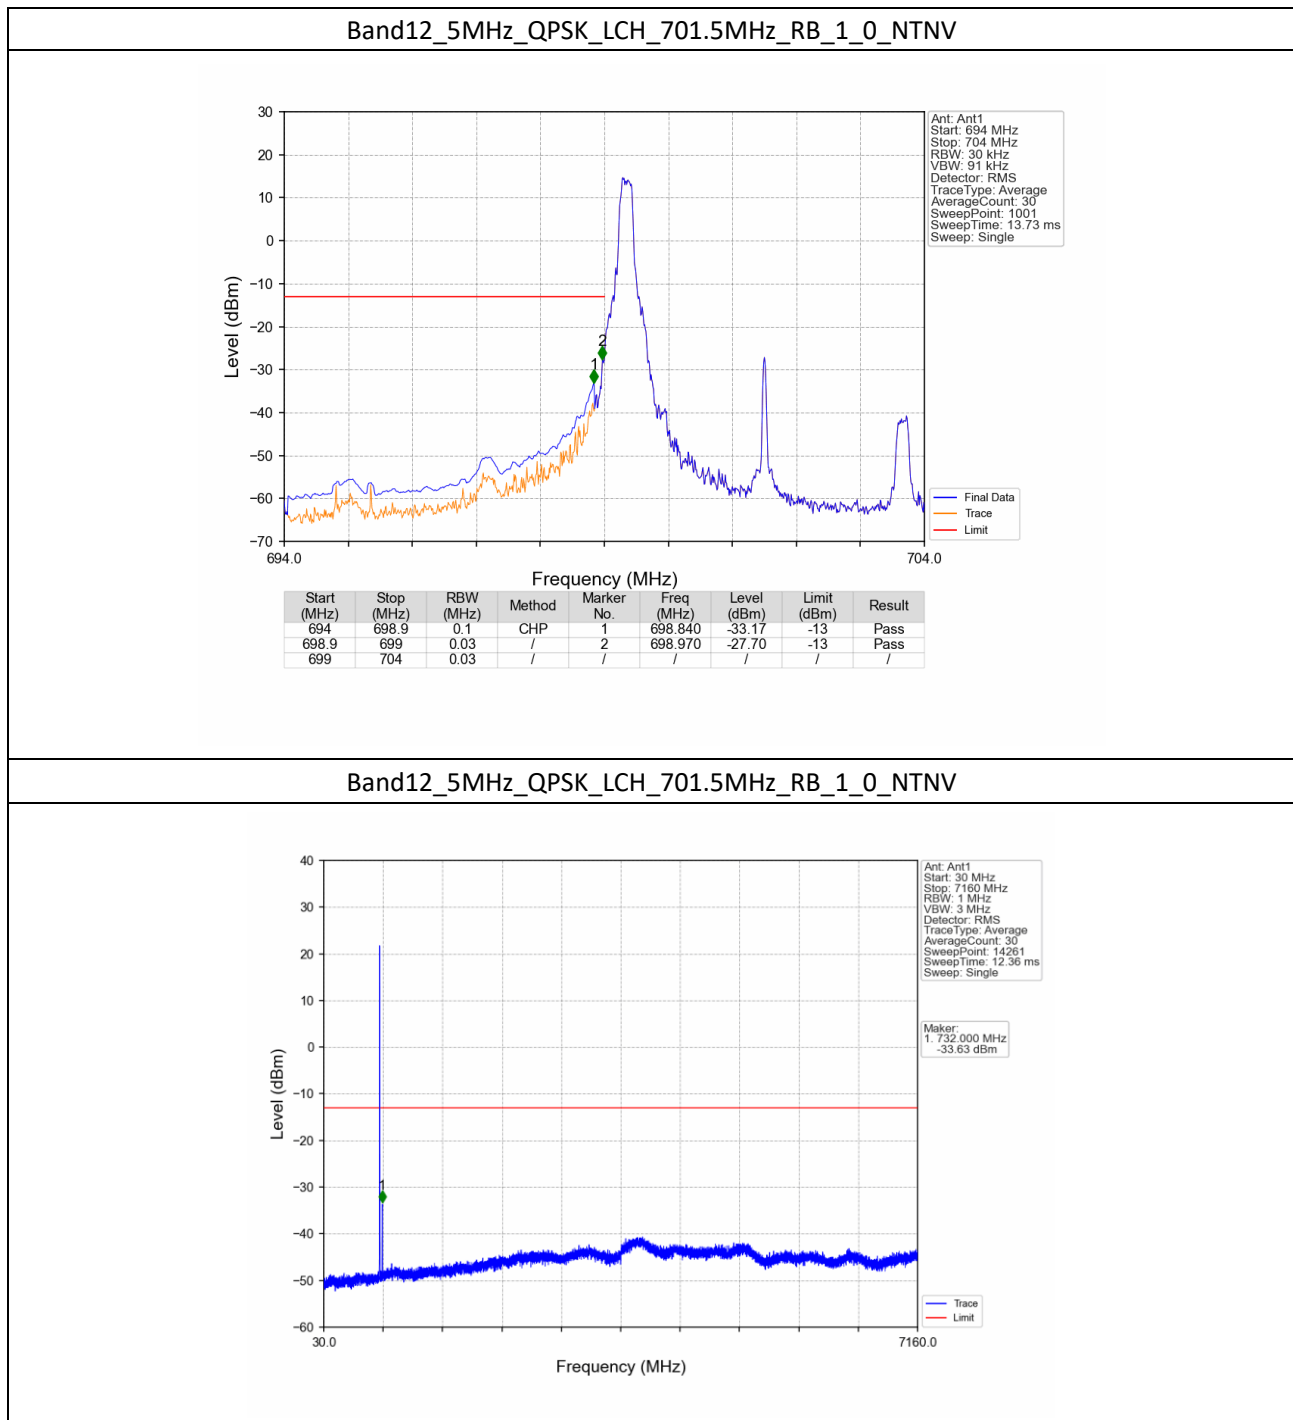 Band12_5MHz_QPSK_LCH_701.5MHz_RB_1_0_NTNV
30
20
10
0
−10
−20
−30
−40
−50
−60
−70
Level (dBm)
1
2
694.0
704.0
Frequency (MHz)
Ant: Ant1
Start: 694 MHz
Stop: 704 MHz
RBW: 30 kHz
VBW: 91 kHz
Detector: RMS
TraceType: Average
AverageCount: 30
SweepPoint: 1001
SweepTime: 13.73 ms
Sweep: Single
Final Data
Trace
Limit
Start (MHz) Stop (MHz) RBW (MHz) Method Marker No. Freq (MHz) Level (dBm) Limit (dBm) Result
694 698.9 0.1 CHP 1 698.840 -33.17 -13 Pass
698.9 699 0.03 / 2 698.970 -27.70 -13 Pass
699 704 0.03 / / / / / /
Band12_5MHz_QPSK_LCH_701.5MHz_RB_1_0_NTNV
40
30
20
10
0
−10
−20
−30
−40
−50
−60
Level (dBm)
1
30.0
7160.0
Frequency (MHz)
Ant: Ant1
Start: 30 MHz
Stop: 7160 MHz
RBW: 1 MHz
VBW: 3 MHz
Detector: RMS
TraceType: Average
AverageCount: 30
SweepPoint: 14261
SweepTime: 12.36 ms
Sweep: Single
Maker:
1. 732.000 MHz
-33.63 dBm
Trace
Limit